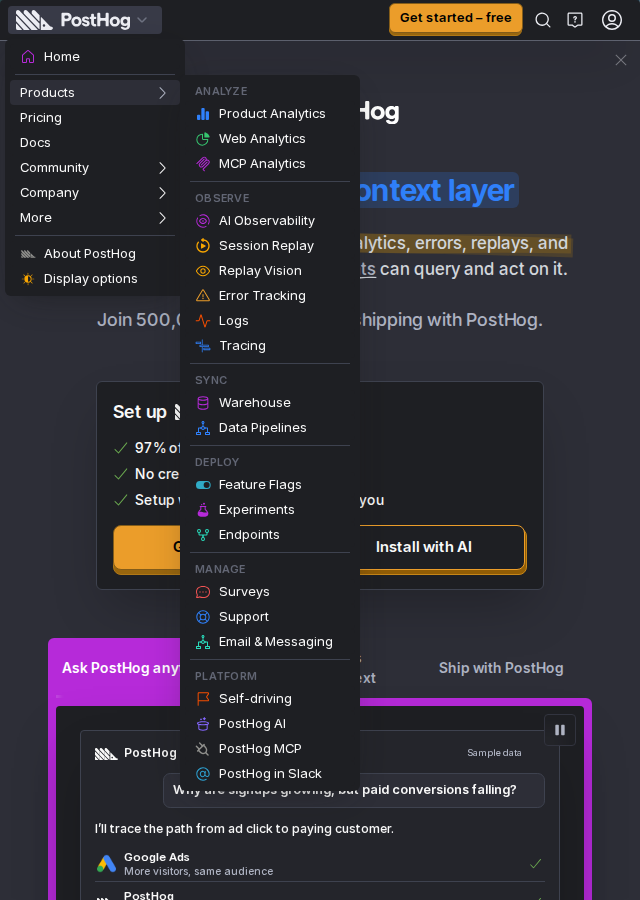 PostHog
Get started – free
Home
Products
Pricing
Docs
Community
Company
More
About PostHog
Display options
ANALYZE
Product Analytics
Web Analytics
MCP Analytics
OBSERVE
AI Observability
Session Replay
Replay Vision
Error Tracking
Logs
Tracing
SYNC
Warehouse
Data Pipelines
DEPLOY
Feature Flags
Experiments
Endpoints
MANAGE
Surveys
Support
Email & Messaging
PLATFORM
Self-driving
PostHog AI
PostHog MCP
PostHog in Slack
Hog
ontext layer
alytics, errors, replays, and
ts can query and act on it.
Join 500,
shipping with PostHog.
Set up
97% of
No cre
Setup
you
Install with AI
Ask PostHog any
ext
Ship with PostHog
PostHog
Sample data
Why are signups growing, but paid conversions falling?
I'll trace the path from ad click to paying customer.
Google Ads
More visitors, same audience
PostHog